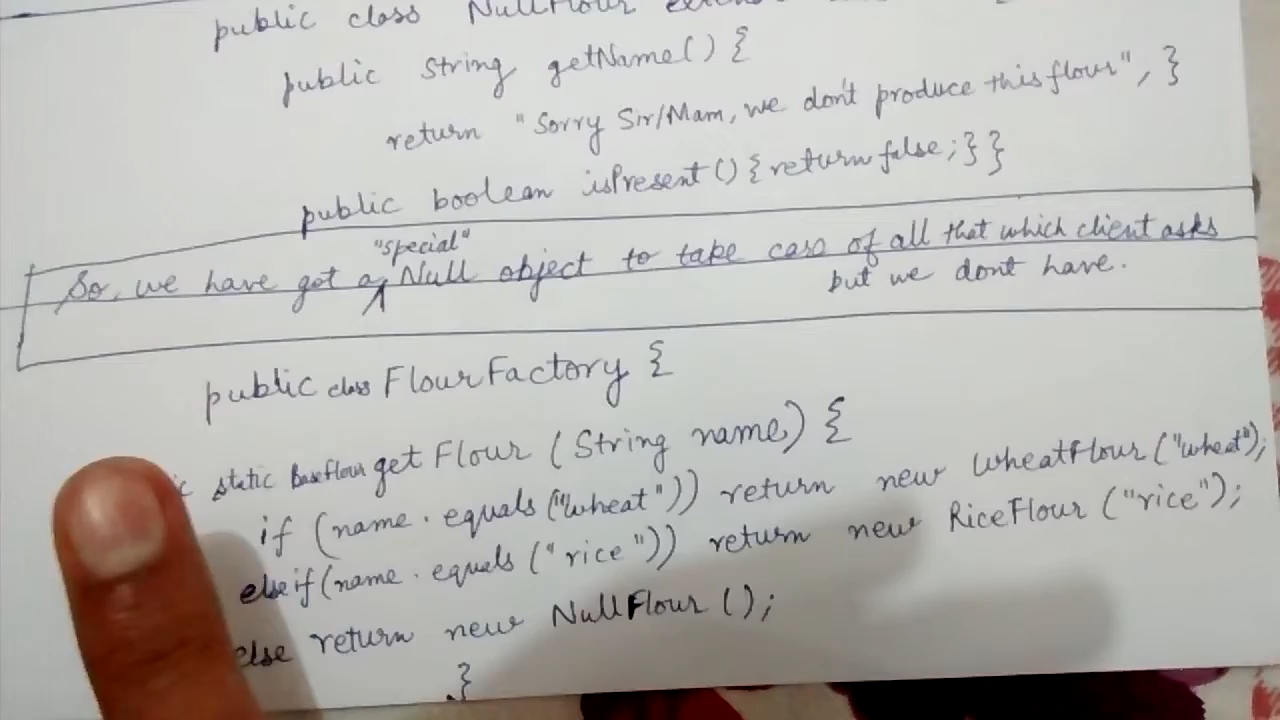 public class NullFlour
public String getName() {
return "Sorry Sir/Mam, we don't produce this flour", }
public boolean isPresent() { return false; } }
"special"
So, we have got a Null object to take case of all that which client asks
but we dont have.
public class FlourFactory {
static BaseFlour getFlour (String name) {
if (name.equals("wheat")) return new WheatFlour ("wheat");
else if (name.equals ("rice")) return new RiceFlour ("rice");
else return new NullFlour ();
}